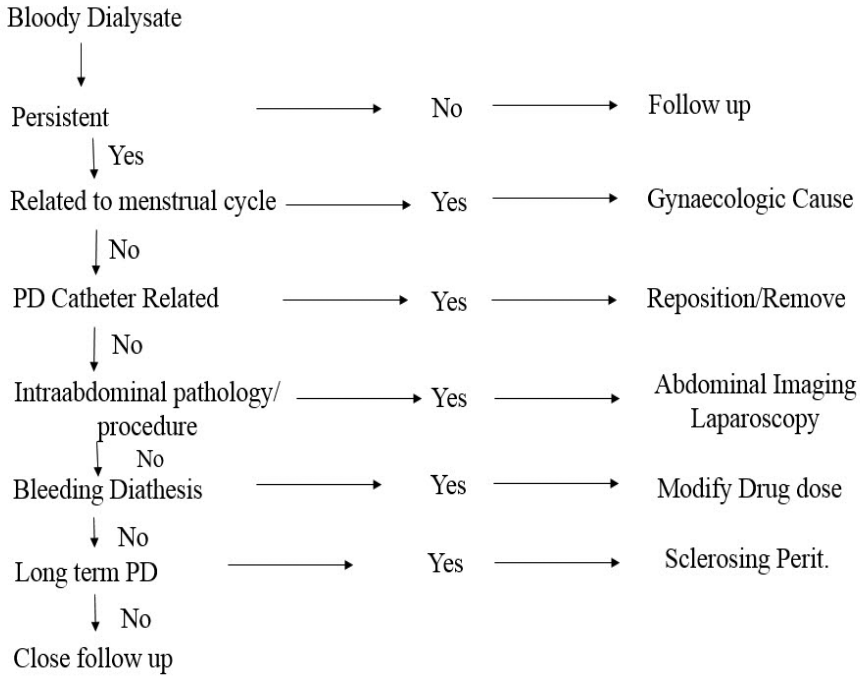 Bloody Dialysate
Persistent No Follow up
Yes
Related to menstrual cycle Yes Gynaecologic Cause
No
PD Catheter Related Yes Reposition/Remove
No
Intraabdominal pathology/ Yes Abdominal Imaging
procedure Laparoscopy
No
Bleeding Diathesis Yes Modify Drug dose
No
Long term PD Yes Sclerosing Perit.
No
Close follow up